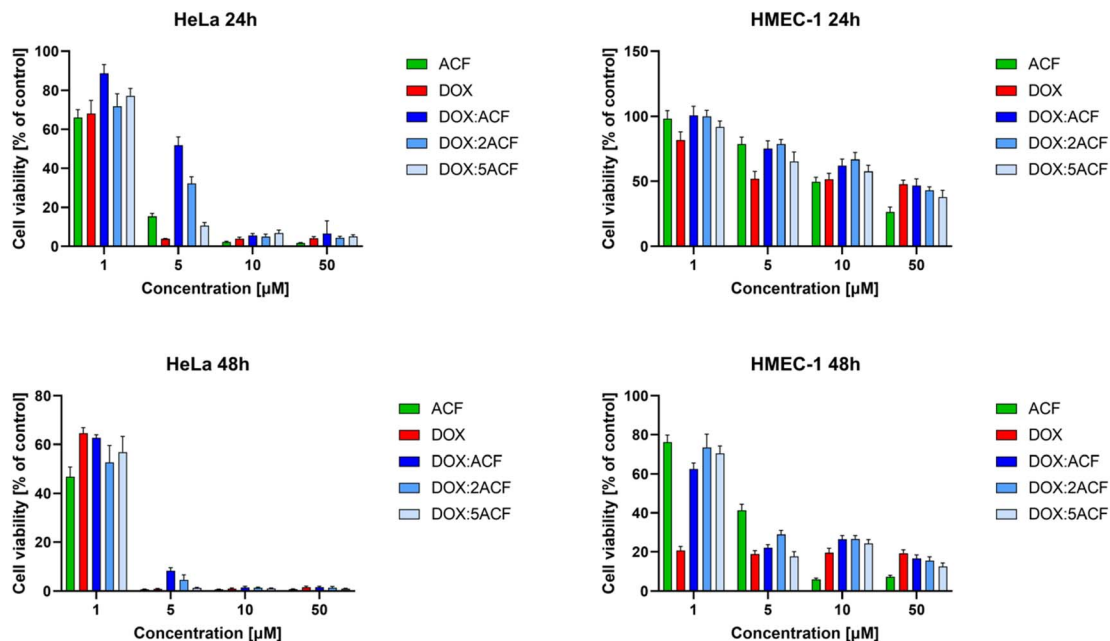 HeLa 24h
Cell viability [% of control]
100
80
60
40
20
0
1 5 10 50
Concentration [µM]
ACF
DOX
DOX:ACF
DOX:2ACF
DOX:5ACF
HMEC-1 24h
Cell viability [% of control]
150
100
50
0
1 5 10 50
Concentration [µM]
ACF
DOX
DOX:ACF
DOX:2ACF
DOX:5ACF
HeLa 48h
Cell viability [% of control]
80
60
40
20
0
1 5 10 50
Concentration [µM]
ACF
DOX
DOX:ACF
DOX:2ACF
DOX:5ACF
HMEC-1 48h
Cell viability [% of control]
100
80
60
40
20
0
1 5 10 50
Concentration [µM]
ACF
DOX
DOX:ACF
DOX:2ACF
DOX:5ACF